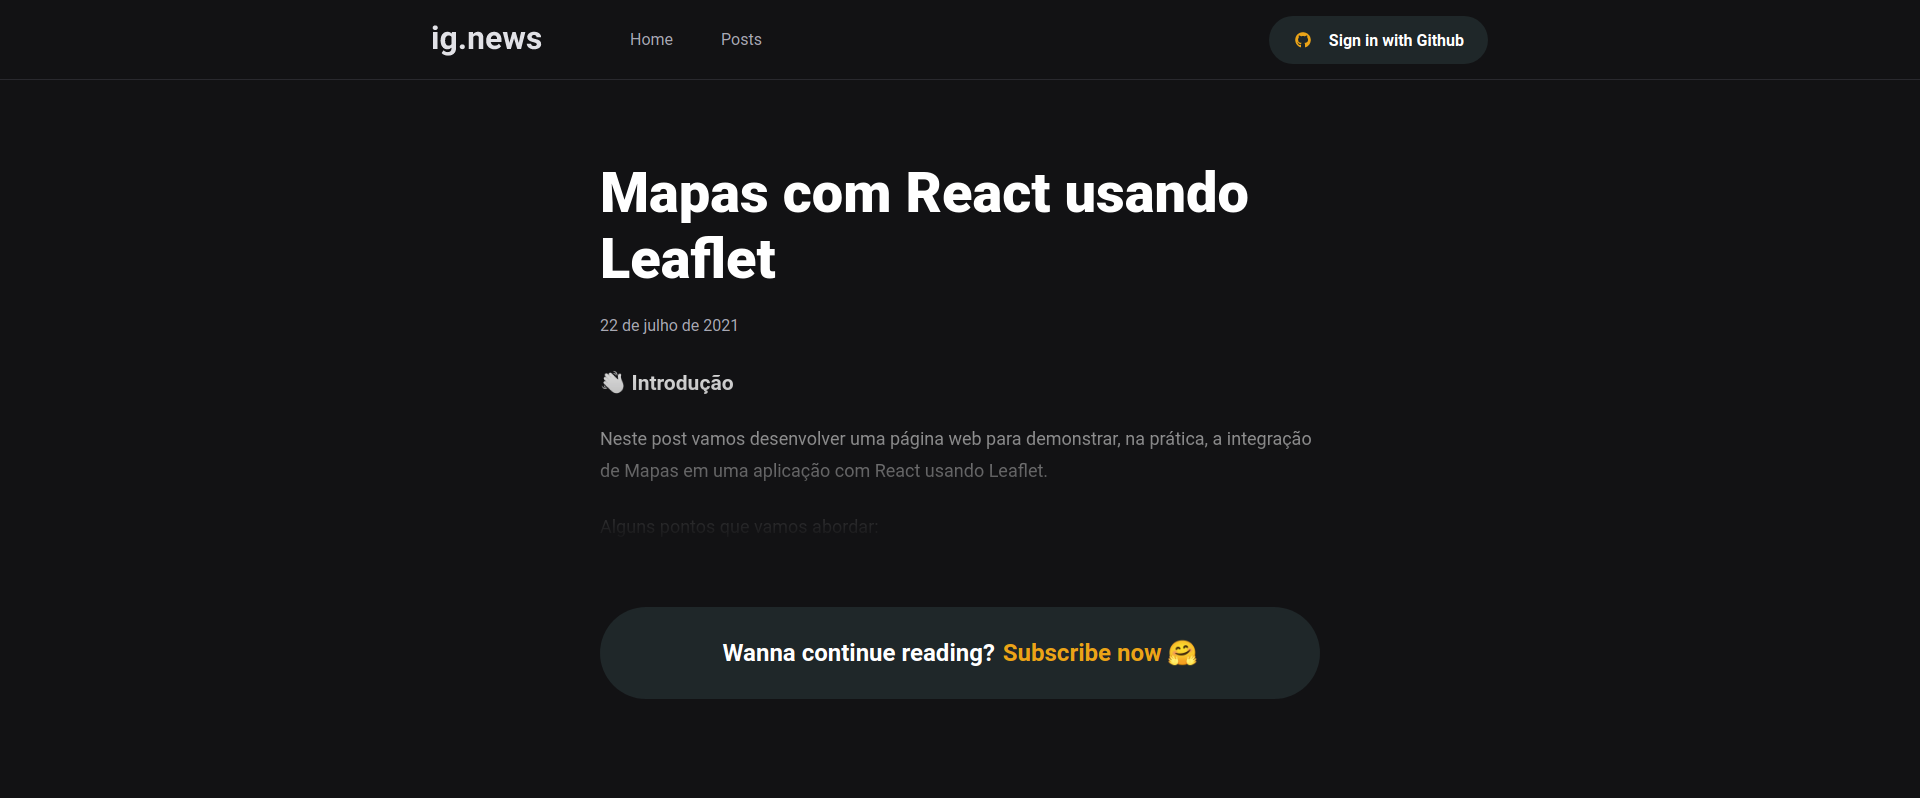 ig.news
Home
Posts
Sign in with Github
Mapas com React usando
Leaflet
22 de julho de 2021
👋 Introdução
Neste post vamos desenvolver uma página web para demonstrar, na prática, a integração
de Mapas em uma aplicação com React usando Leaflet.
Alguns pontos que vamos abordar:
Wanna continue reading? Subscribe now 🤗